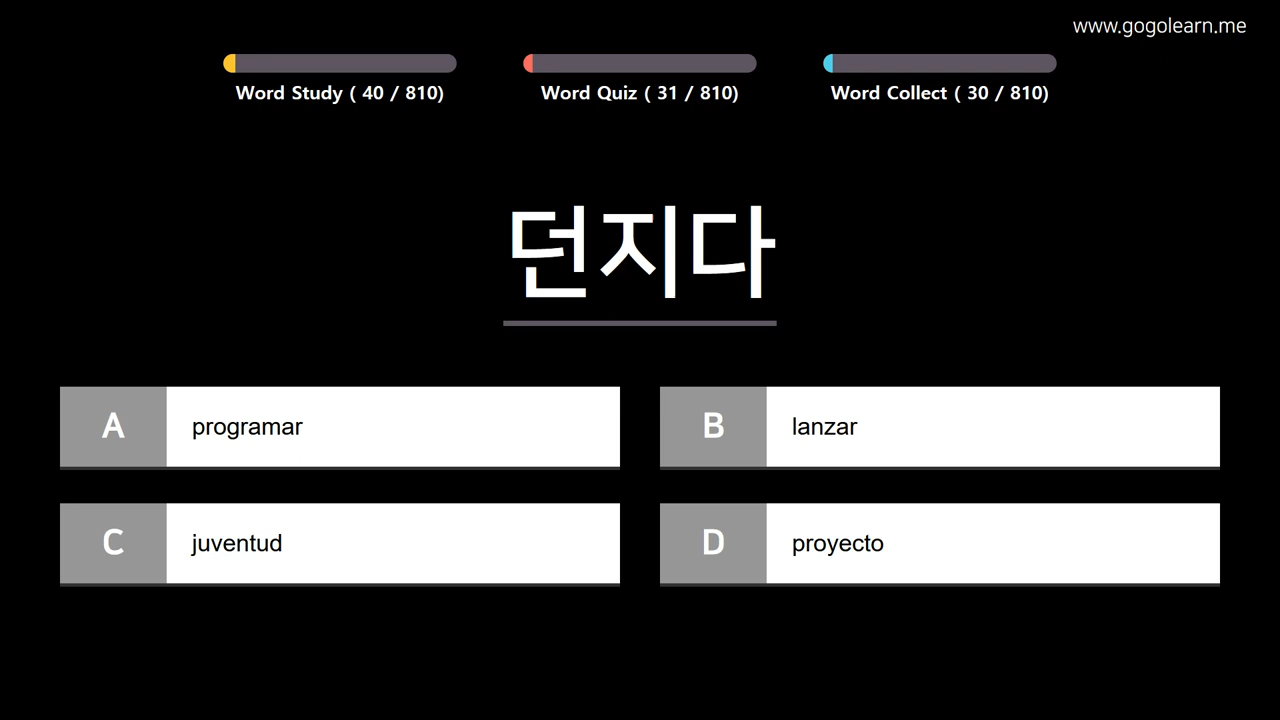 www.gogolearn.me
Word Study ( 40 / 810)
Word Quiz ( 31 / 810)
Word Collect ( 30 / 810)
던지다
A programar
B lanzar
C juventud
D proyecto